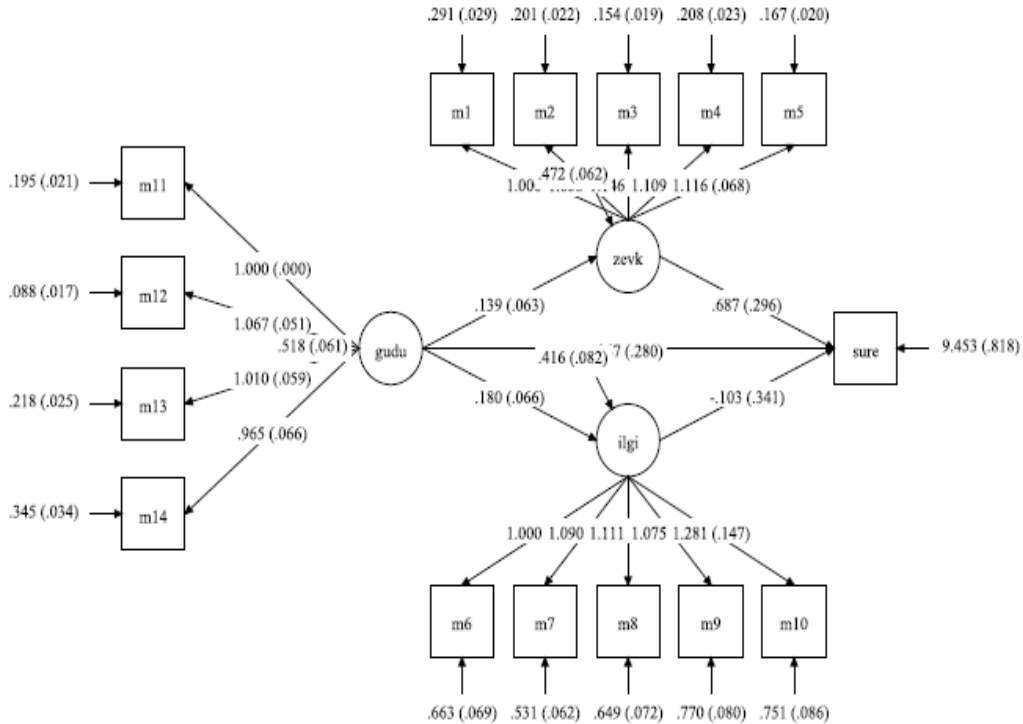 .291 (.029) .201 (.022) .154 (.019) .208 (.023) .167 (.020)
m1 m2 m3 m4 m5
.472 (.062)
1.109 1.116 (.068)
.195 (.021) m11
1.000 (.000)
zevk
.088 (.017) m12
1.067 (.051)
.139 (.063)
.687 (.296)
.518 (.061) gudu
(.280)
sure 9.453 (.818)
.416 (.082)
1.010 (.059)
.180 (.066)
-.103 (.341)
.218 (.025) m13
.965 (.066)
ilgi
.345 (.034) m14
1.000 1.090 1.111 1.075 1.281 (.147)
m6 m7 m8 m9 m10
.663 (.069) .531 (.062) .649 (.072) .770 (.080) .751 (.086)